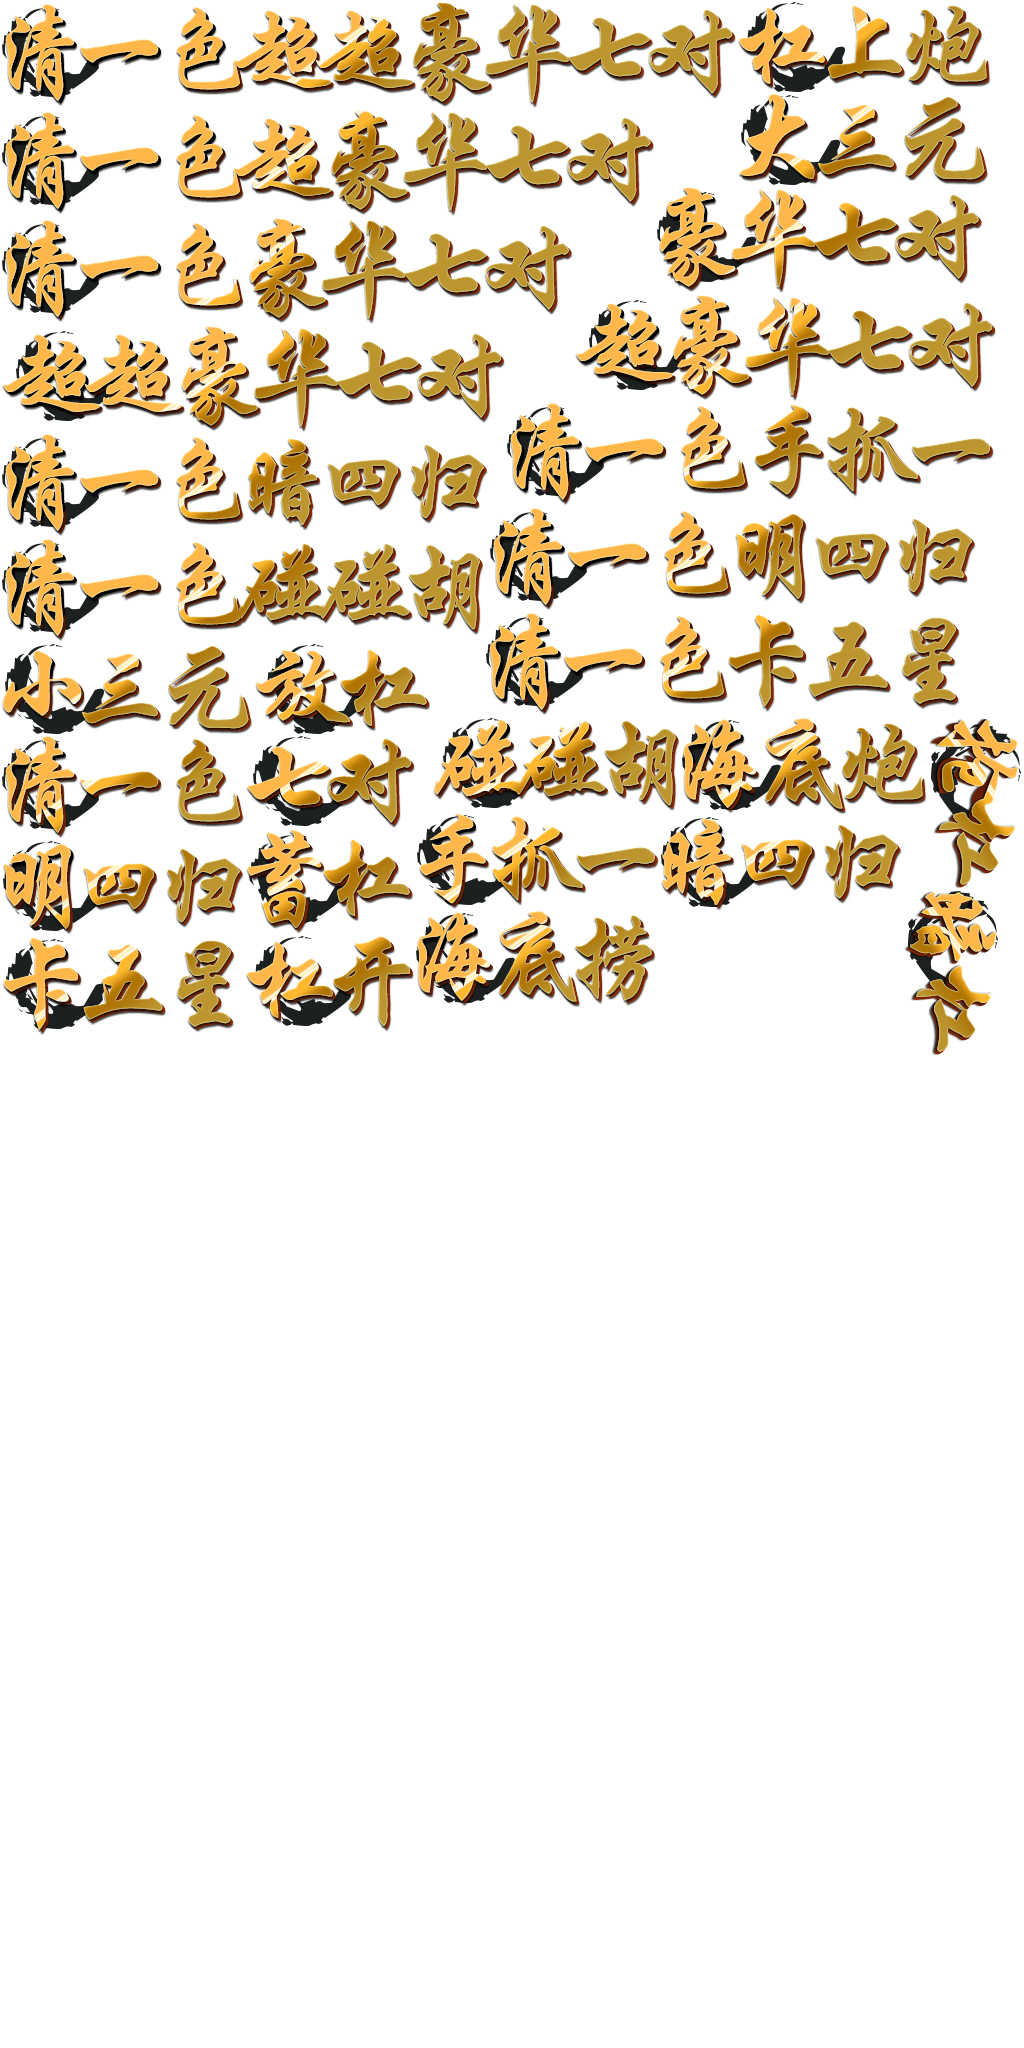 清一色超超豪华七对
杠上炮
清一色超豪华七对
大三元
清一色豪华七对
豪华七对
超超豪华七对
超豪华七对
清一色暗四归
清一色手抓一
清一色碰碰胡
清一色明四归
小三元
放杠
清一色卡五星
清一色
七对
碰碰胡
海底炮
抢杠
明四归
蓄杠
手抓一
暗四归
暗杠
卡五星
杠开
海底捞